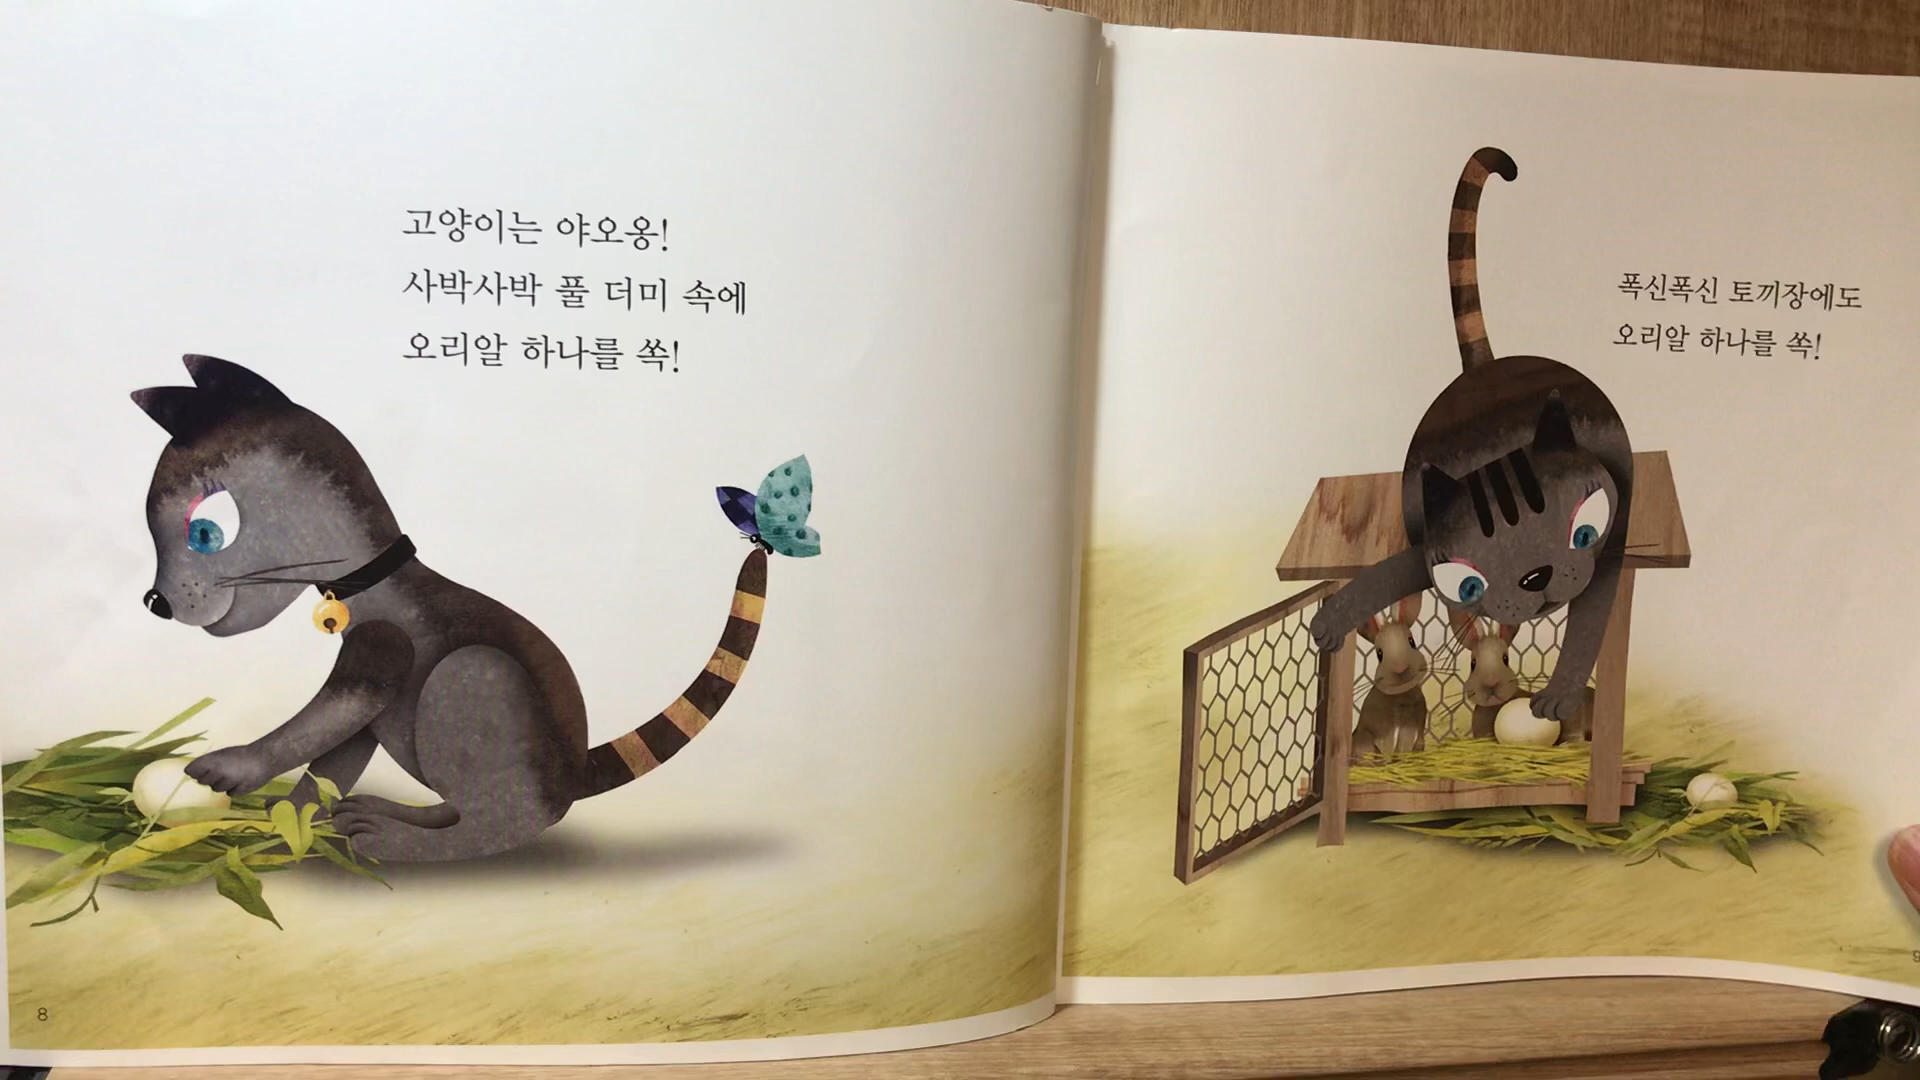 고양이는 야오옹!
사박사박 풀 더미 속에
오리알 하나를 쏙!
8
폭신폭신 토끼장에도
오리알 하나를 쏙!
9